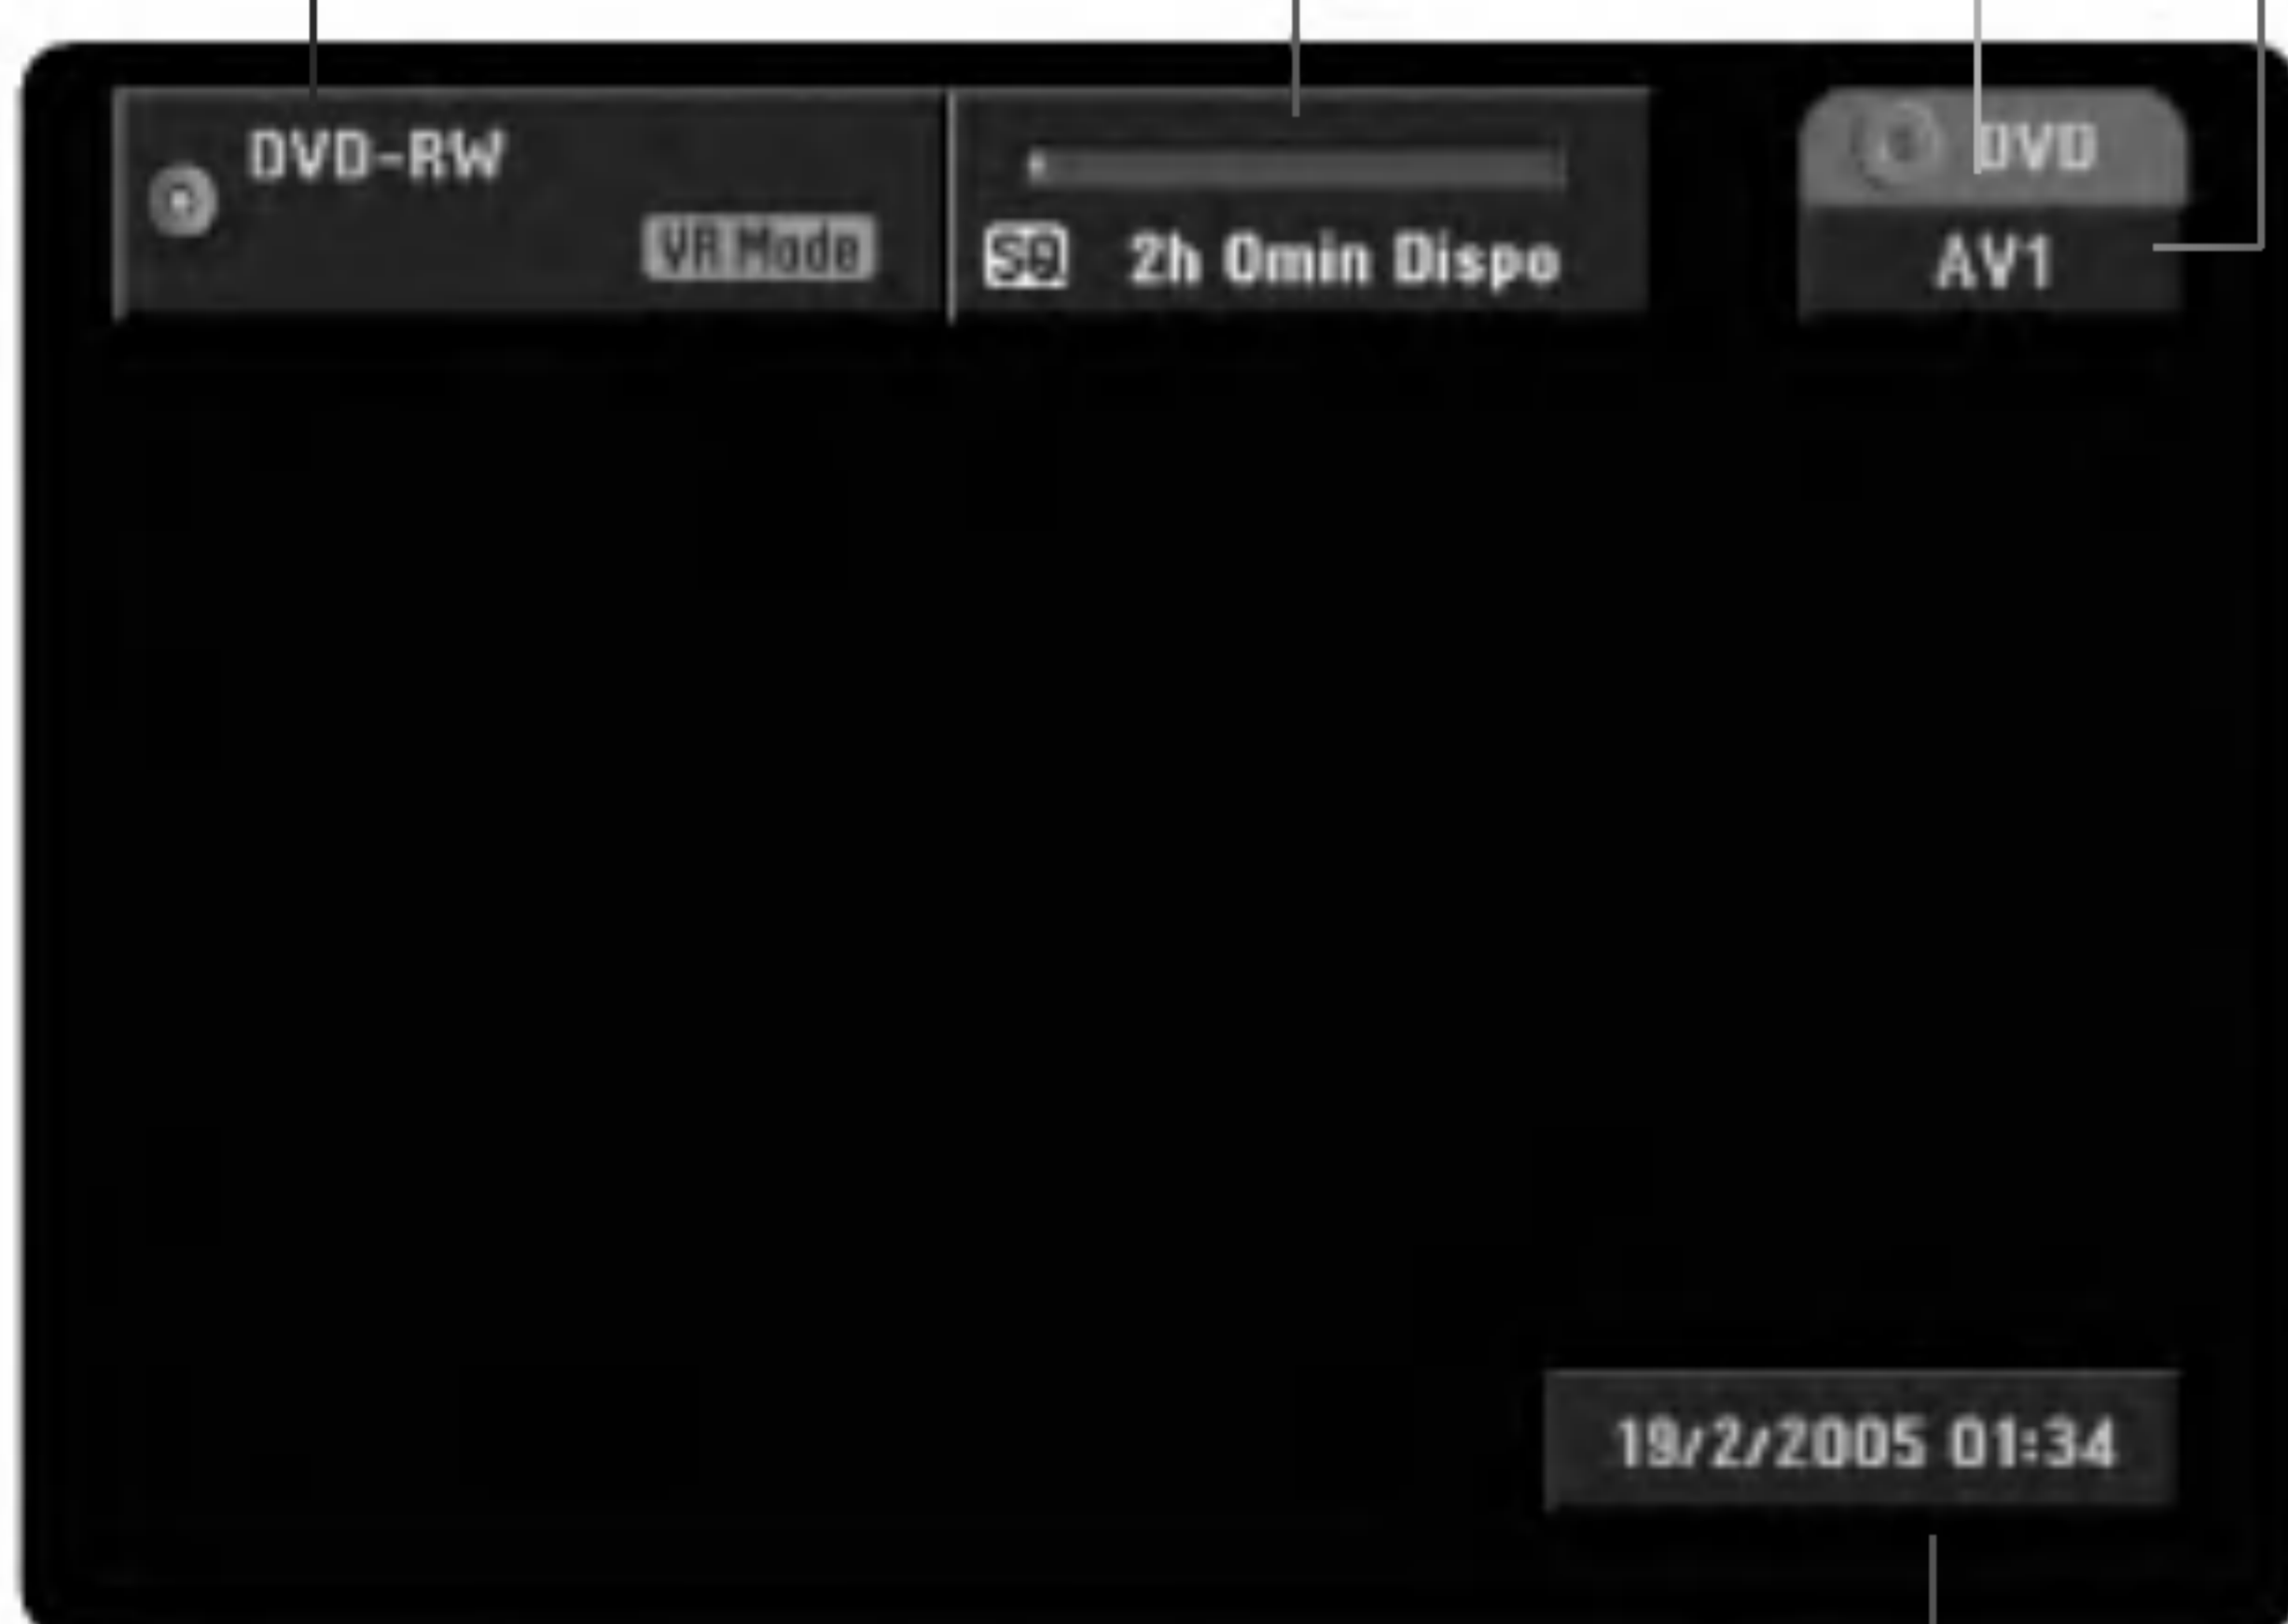 DVD-RW
VR Mode
SQ 2h 0min Dispo
DVD
AV1
19/2/2005 01:34